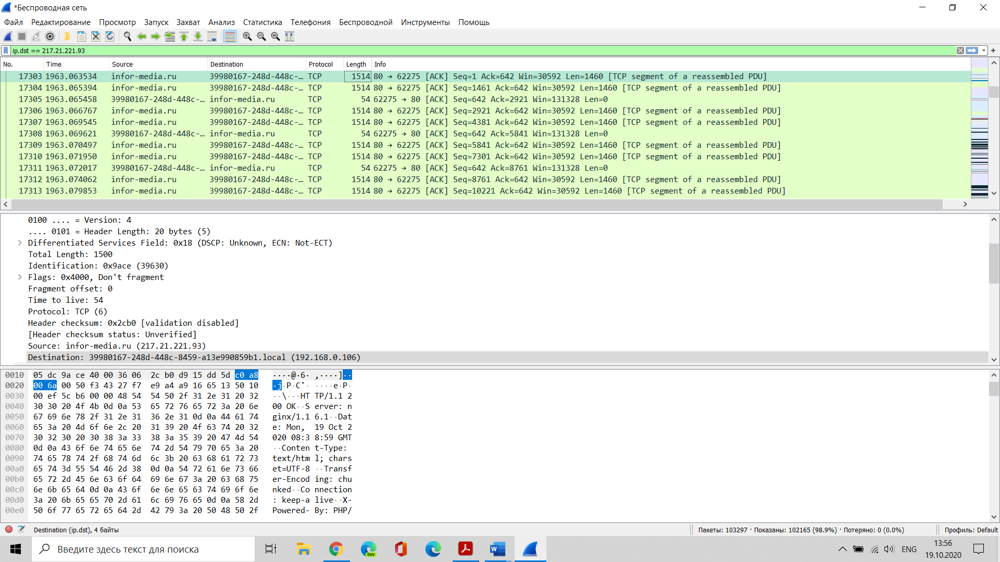 *Беспроводная сеть
Файл Редактирование Просмотр Запуск Захват Анализ Статистика Телефония Беспроводной Инструменты Помощь
ip.dst == 217.21.221.93
No. Time Source Destination Protocol Length Info
17303 1963.063534 infor-media.ru 39980167-248d-448c-… TCP 1514 80 → 62275 [ACK] Seq=1 Ack=642 Win=30592 Len=1460 [TCP segment of a reassembled PDU]
17304 1963.065394 infor-media.ru 39980167-248d-448c-… TCP 1514 80 → 62275 [ACK] Seq=1461 Ack=642 Win=30592 Len=1460 [TCP segment of a reassembled PDU]
17305 1963.065458 39980167-248d-448c-… infor-media.ru TCP 54 62275 → 80 [ACK] Seq=642 Ack=2921 Win=131328 Len=0
17306 1963.066767 infor-media.ru 39980167-248d-448c-… TCP 1514 80 → 62275 [ACK] Seq=2921 Ack=642 Win=30592 Len=1460 [TCP segment of a reassembled PDU]
17307 1963.069545 infor-media.ru 39980167-248d-448c-… TCP 1514 80 → 62275 [ACK] Seq=4381 Ack=642 Win=30592 Len=1460 [TCP segment of a reassembled PDU]
17308 1963.069621 39980167-248d-448c-… infor-media.ru TCP 54 62275 → 80 [ACK] Seq=642 Ack=5841 Win=131328 Len=0
17309 1963.070497 infor-media.ru 39980167-248d-448c-… TCP 1514 80 → 62275 [ACK] Seq=5841 Ack=642 Win=30592 Len=1460 [TCP segment of a reassembled PDU]
17310 1963.071950 infor-media.ru 39980167-248d-448c-… TCP 1514 80 → 62275 [ACK] Seq=7301 Ack=642 Win=30592 Len=1460 [TCP segment of a reassembled PDU]
17311 1963.072017 39980167-248d-448c-… infor-media.ru TCP 54 62275 → 80 [ACK] Seq=642 Ack=8761 Win=131328 Len=0
17312 1963.074062 infor-media.ru 39980167-248d-448c-… TCP 1514 80 → 62275 [ACK] Seq=8761 Ack=642 Win=30592 Len=1460 [TCP segment of a reassembled PDU]
17313 1963.079853 infor-media.ru 39980167-248d-448c-… TCP 1514 80 → 62275 [ACK] Seq=10221 Ack=642 Win=30592 Len=1460 [TCP segment of a reassembled PDU]
0100 .... = Version: 4
.... 0101 = Header Length: 20 bytes (5)
Differentiated Services Field: 0x18 (DSCP: Unknown, ECN: Not-ECT)
Total Length: 1500
Identification: 0x9ace (39630)
Flags: 0x4000, Don't fragment
Fragment offset: 0
Time to live: 54
Protocol: TCP (6)
Header checksum: 0x2cb0 [validation disabled]
[Header checksum status: Unverified]
Source: infor-media.ru (217.21.221.93)
Destination: 39980167-248d-448c-8459-a13e990859b1.local (192.168.0.106)
0010 05 dc 9a ce 40 00 36 06 2c b0 d9 15 dd 5d c0 a8 ····@·6· ,····]··
0020 00 6a 00 50 f3 43 27 f7 e9 a4 a9 16 65 13 50 10 ·j·P·C'· ····e·P·
0030 00 ef 5c b6 00 00 48 54 54 50 2f 31 2e 31 20 32 ··\···HT TP/1.1 2
0040 30 30 20 4f 4b 0d 0a 53 65 72 76 65 72 3a 20 6e 00 OK··S erver: n
0050 67 69 6e 78 2f 31 2e 31 36 2e 31 0d 0a 44 61 74 ginx/1.1 6.1··Dat
0060 65 3a 20 4d 6f 6e 2c 20 31 39 20 4f 63 74 20 32 e: Mon, 19 Oct 2
0070 30 32 30 20 30 38 3a 33 38 3a 35 39 20 47 4d 54 020 08:3 8:59 GMT
0080 0d 0a 43 6f 6e 74 65 6e 74 2d 54 79 70 65 3a 20 ··Conten t-Type:
0090 74 65 78 74 2f 68 74 6d 6c 3b 20 63 68 61 72 73 text/htm l; chars
00a0 65 74 3d 55 54 46 2d 38 0d 0a 54 72 61 6e 73 66 et=UTF-8 ··Transf
00b0 65 72 2d 45 6e 63 6f 64 69 6e 67 3a 20 63 68 75 er-Encod ing: chu
00c0 6e 6b 65 64 0d 0a 43 6f 6e 6e 65 63 74 69 6f 6e nked··Co nnection
00d0 3a 20 6b 65 65 70 2d 61 6c 69 76 65 0d 0a 58 2d : keep-a live··X-
00e0 50 6f 77 65 72 65 64 2d 42 79 3a 20 50 48 50 2f Powered- By: PHP/
Destination (ip.dst), 4 байты
Пакеты: 103297 · Показаны: 102165 (98.9%) · Потеряно: 0 (0.0%)
Профиль: Default
Введите здесь текст для поиска
DEV
ENG
13:56
19.10.2020